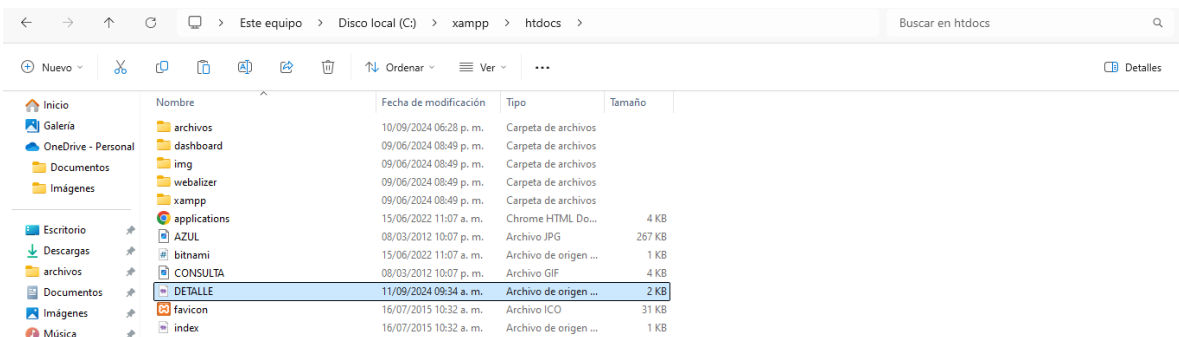 Este equipo > Disco local (C:) > xampp > htdocs > Buscar en htdocs
Nuevo Ordenar Ver ... Detalles
Inicio
Galería
OneDrive - Personal
Documentos
Imágenes
Escritorio
Descargas
archivos
Documentos
Imágenes
Música
Nombre Fecha de modificación Tipo Tamaño
archivos 10/09/2024 06:28 p. m. Carpeta de archivos
dashboard 09/06/2024 08:49 p. m. Carpeta de archivos
img 09/06/2024 08:49 p. m. Carpeta de archivos
webalizer 09/06/2024 08:49 p. m. Carpeta de archivos
xampp 09/06/2024 08:49 p. m. Carpeta de archivos
applications 15/06/2022 11:07 a. m. Chrome HTML Do... 4 KB
AZUL 08/03/2012 10:07 p. m. Archivo JPG 267 KB
bitnami 15/06/2022 11:07 a. m. Archivo de origen ... 1 KB
CONSULTA 08/03/2012 10:07 p. m. Archivo GIF 4 KB
DETALLE 11/09/2024 09:34 a. m. Archivo de origen ... 2 KB
favicon 16/07/2015 10:32 a. m. Archivo ICO 31 KB
index 16/07/2015 10:32 a. m. Archivo de origen ... 1 KB